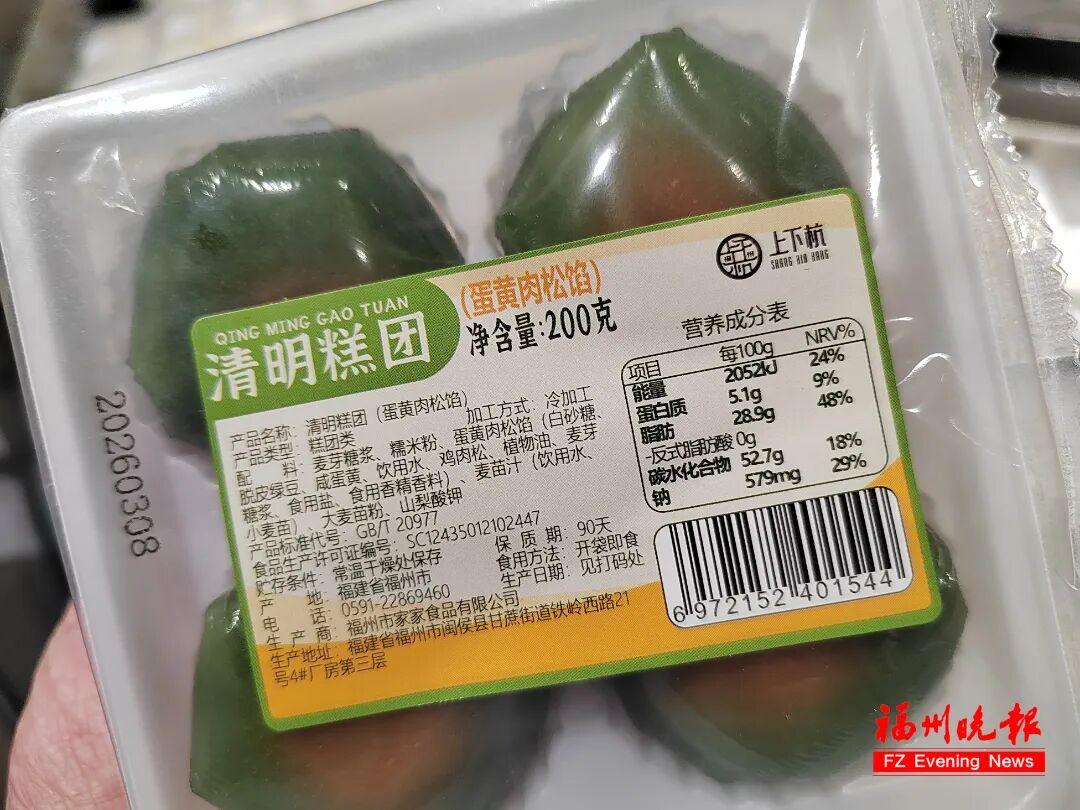 上下杭
SHANG XIA HANG
QING MING GAO TUAN
清明糕团
(蛋黄肉松馅)
净含量:200克
产品名称: 清明糕团 (蛋黄肉松馅)
产品类型: 糕团类 加工方式: 冷加工
配 料: 麦芽糖浆、糯米粉、蛋黄肉松馅 (白砂糖、
脱皮绿豆、咸蛋黄、饮用水、鸡肉松、植物油、麦芽
糖浆、食用盐、食用香精香料)、麦苗汁 (饮用水、
小麦苗)、大麦苗粉、山梨酸钾
产品标准代号: GB/T 20977
食品生产许可证编号: SC12435012102447
贮存条件: 常温干燥处保存 保 质 期: 90天
产 地: 福建省福州市 食用方法: 开袋即食
电 话: 0591-22869460 生产日期: 见打码处
生 产 商: 福州市家家食品有限公司
生产地址: 福建省福州市闽侯县甘蔗街道铁岭西路21
号4#厂房第三层
营养成分表
项目 每100g NRV%
能量 2052kJ 24%
蛋白质 5.1g 9%
脂肪 28.9g 48%
-反式脂肪酸 0g
碳水化合物 52.7g 18%
钠 579mg 29%
6 972152 401544
20260308
福州晚報
FZ Evening News